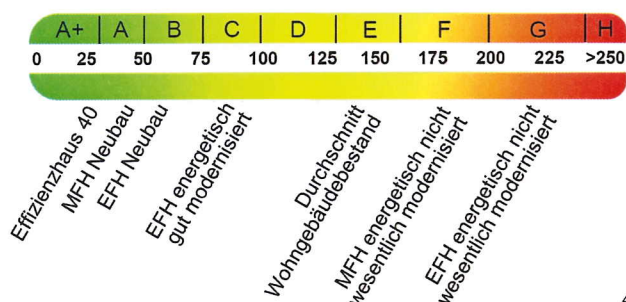 A+ A B C D E F G H
0 25 50 75 100 125 150 175 200 225 >250
Effizienzhaus 40
MFH Neubau
EFH Neubau
EFH energetisch
gut modernisiert
Durchschnitt
Wohngebäudebestand
MFH energetisch nicht
wesentlich modernisiert
EFH energetisch nicht
wesentlich modernisiert